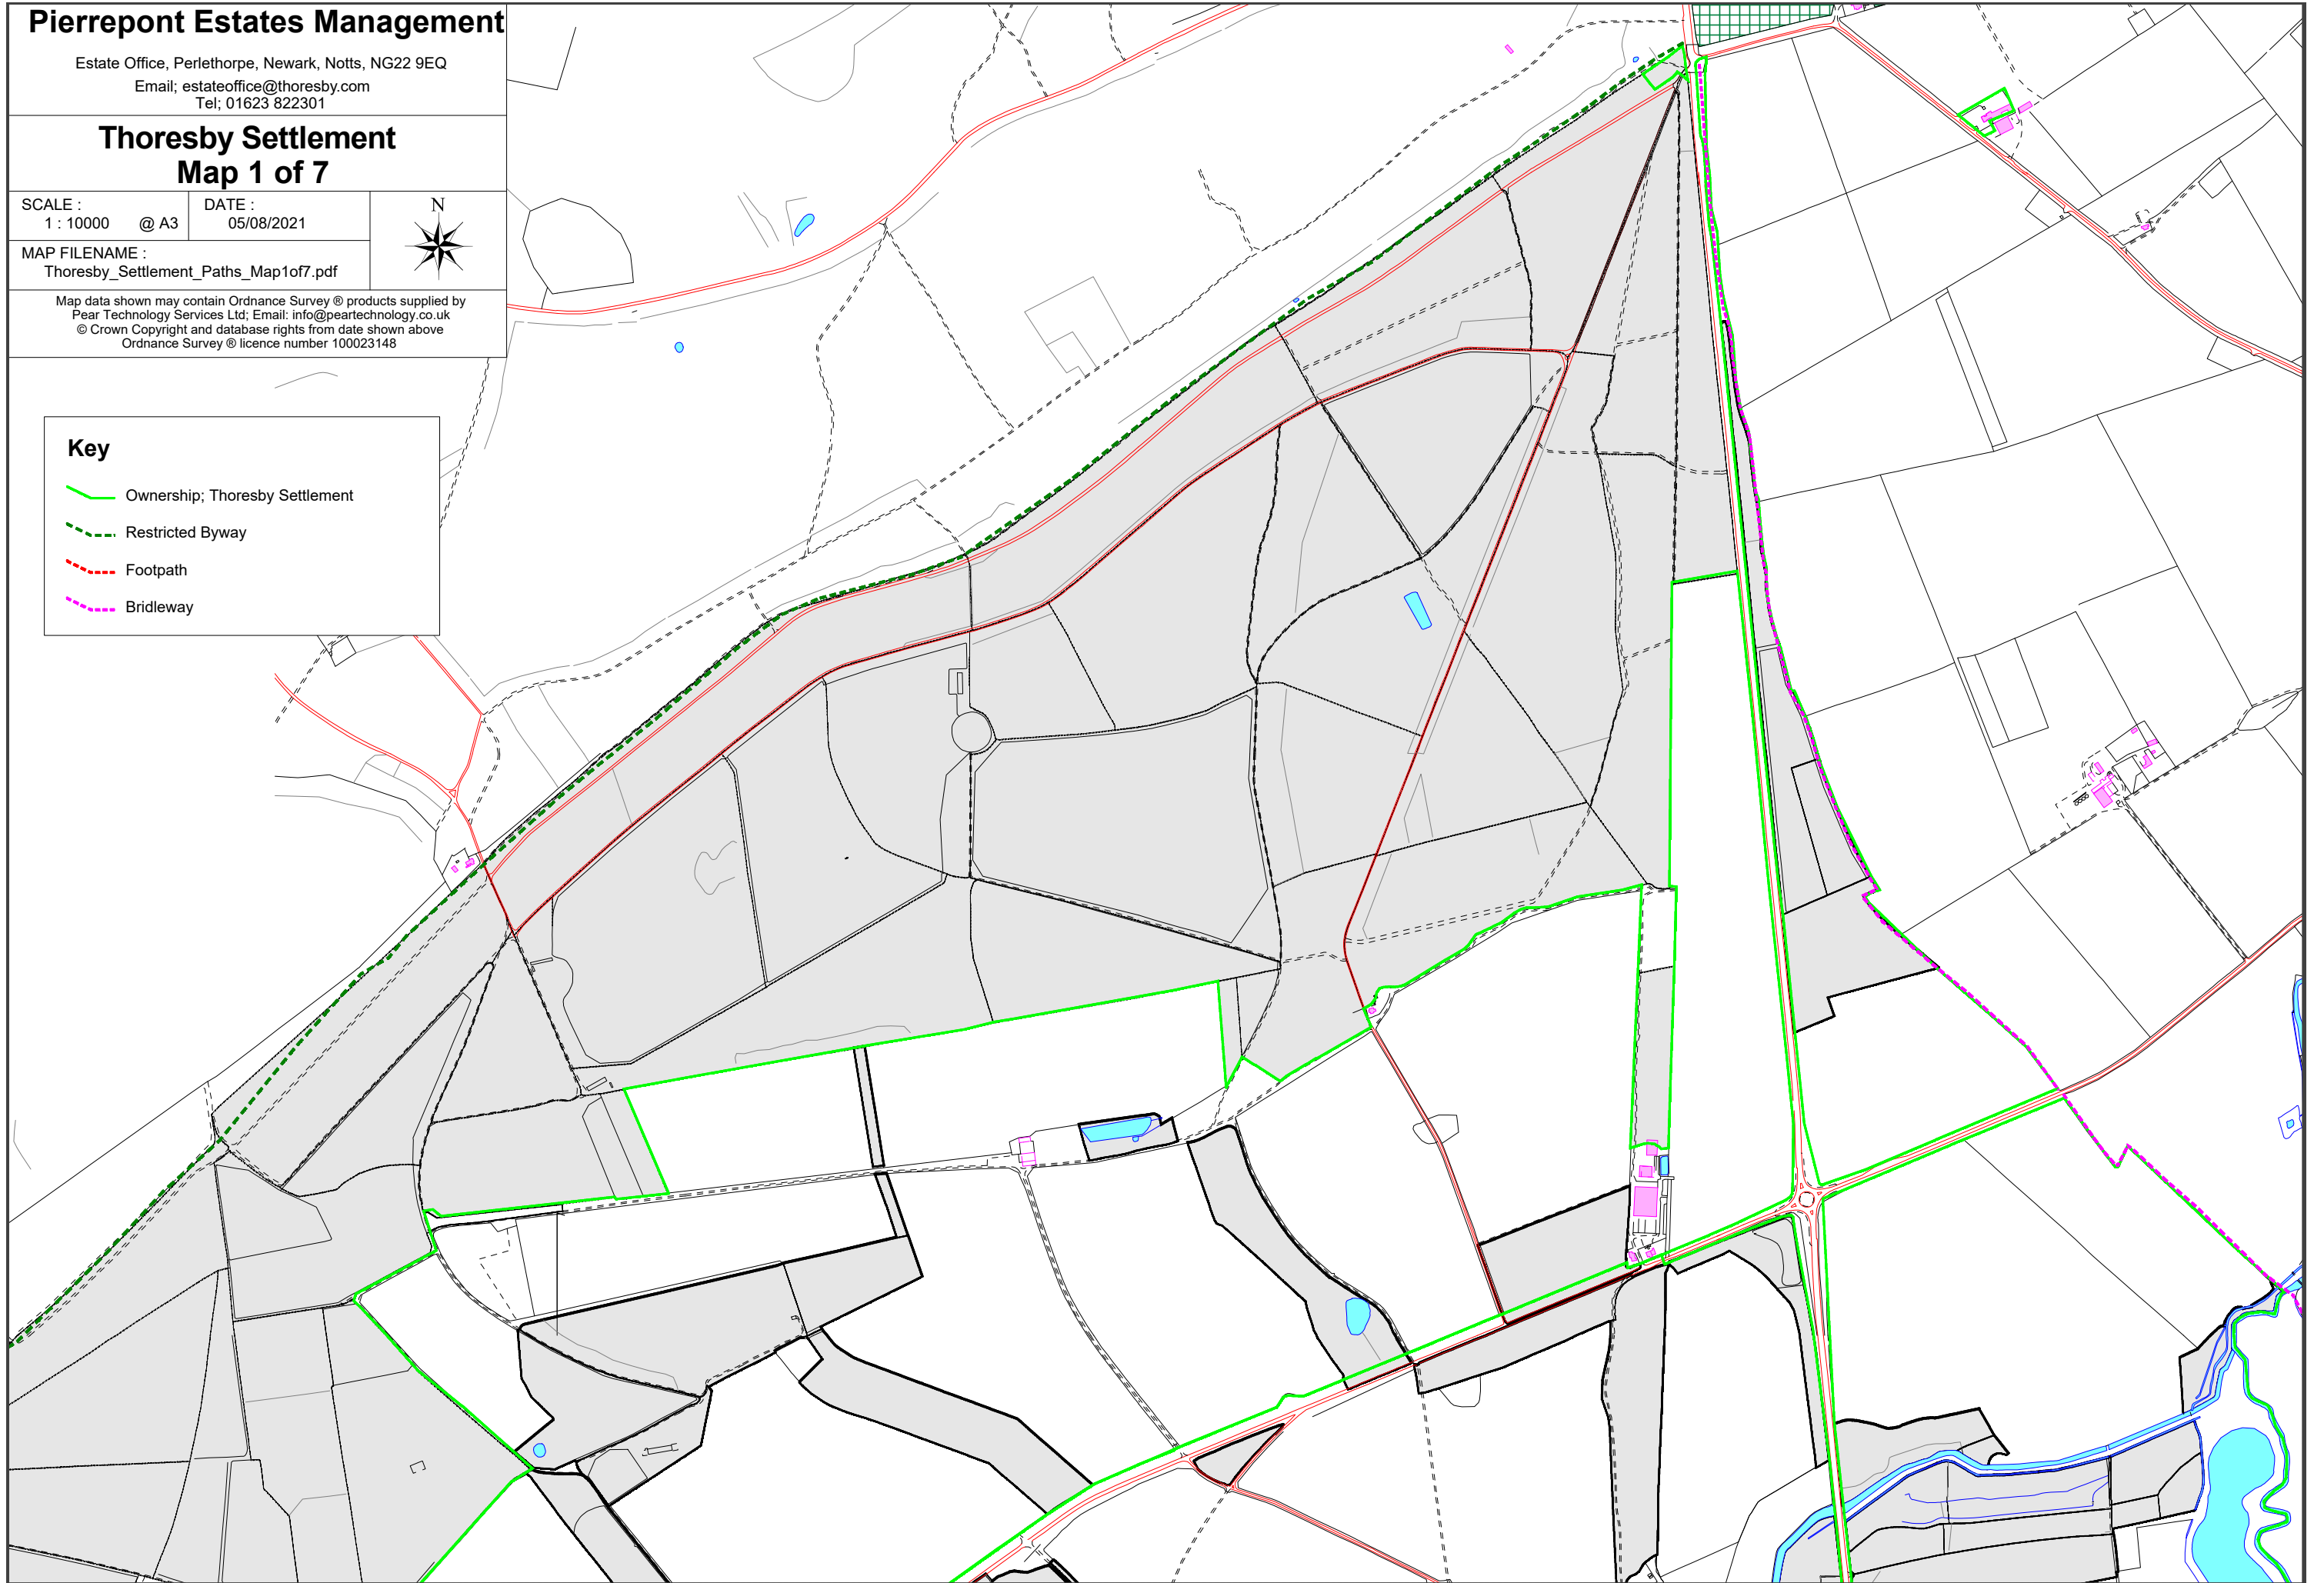 Pierrepont Estates Management
Estate Office, Perlethorpe, Newark, Notts, NG22 9EQ
Email; estateoffice@thoresby.com
Tel; 01623 822301
Thoresby Settlement
Map 1 of 7
SCALE :
1 : 10000 @ A3
DATE :
05/08/2021
N
MAP FILENAME :
Thoresby_Settlement_Paths_Map1of7.pdf
Map data shown may contain Ordnance Survey ® products supplied by
Pear Technology Services Ltd; Email: info@peartechnology.co.uk
© Crown Copyright and database rights from date shown above
Ordnance Survey ® licence number 100023148
Key
Ownership; Thoresby Settlement
Restricted Byway
Footpath
Bridleway